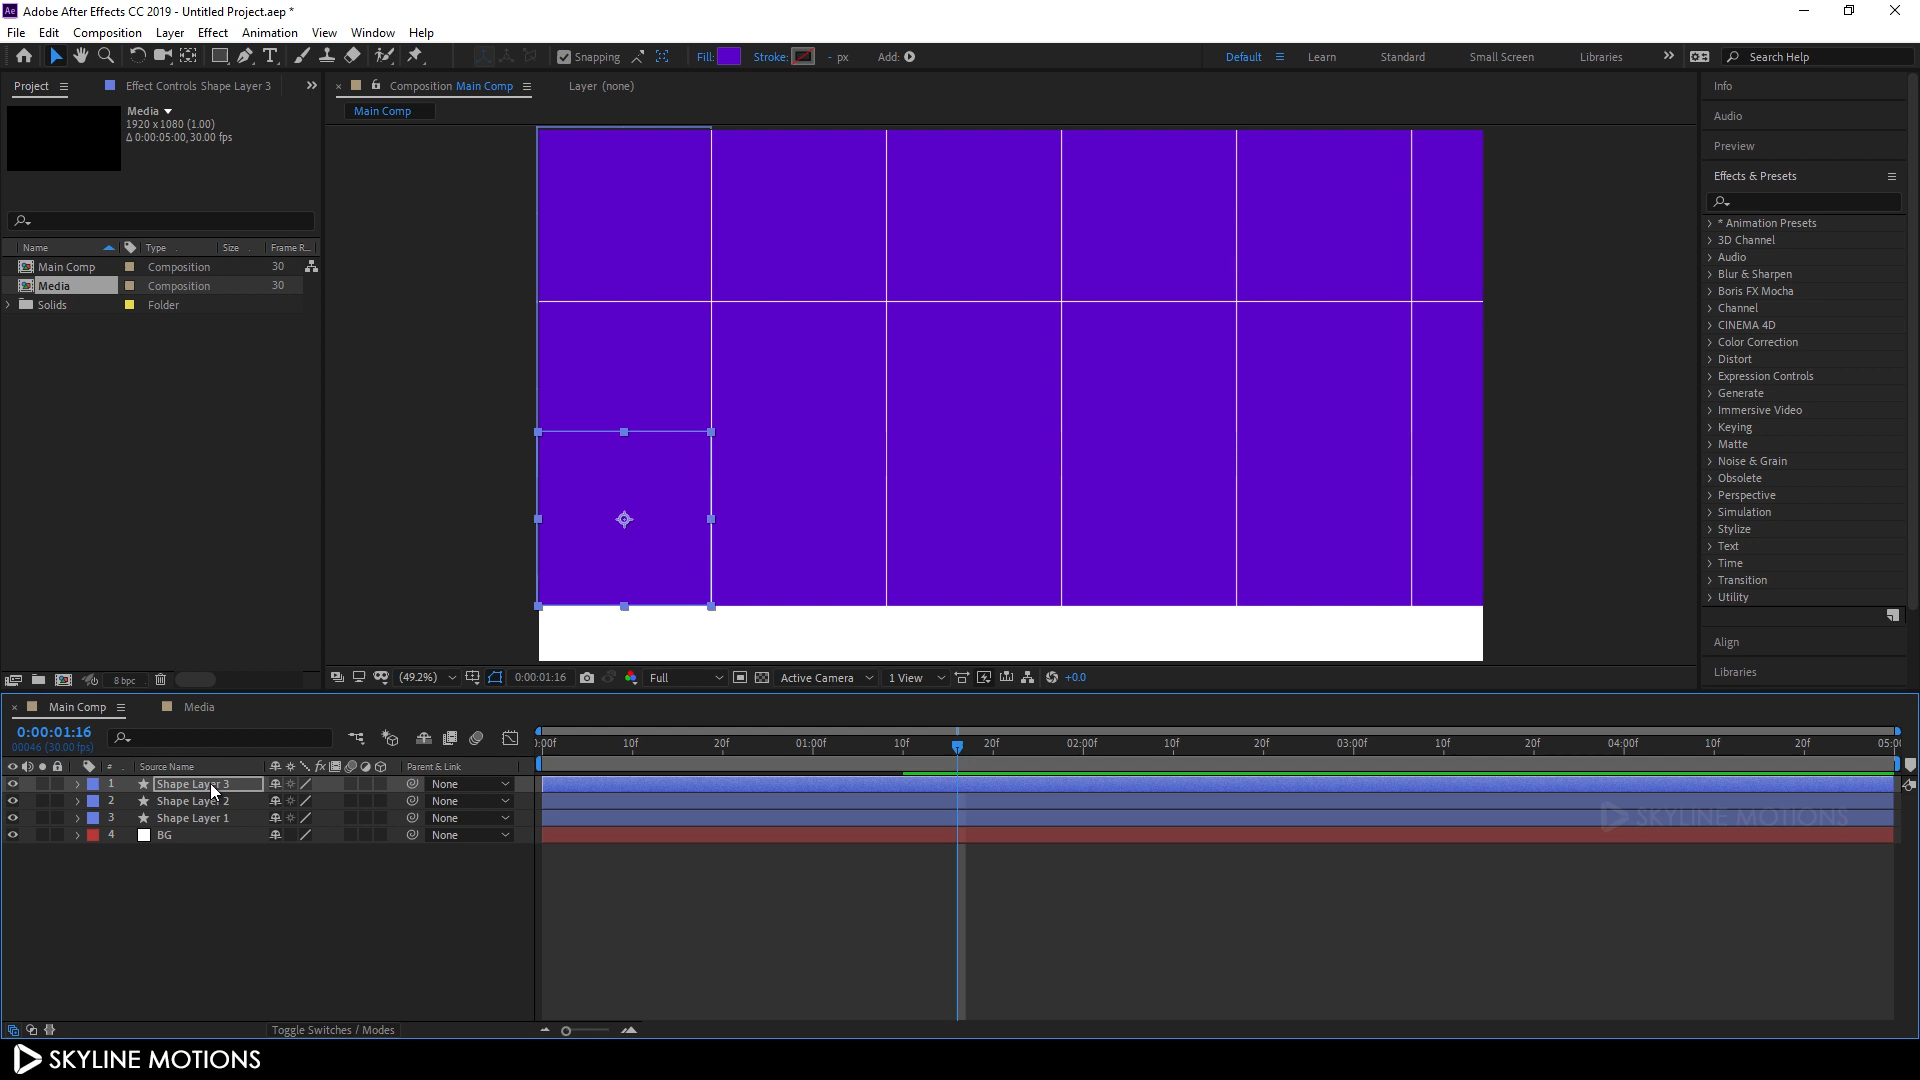 Adobe After Effects CC 2019 - Untitled Project.aep *
File Edit Composition Layer Effect Animation View Window Help
Snapping Fill: Stroke: - px Add: Default Learn Standard Small Screen Libraries Search Help
Project Effect Controls Shape Layer 3 Composition Main Comp Layer (none)
Main Comp
Media
1920 x 1080 (1.00)
Δ 0:00:05:00, 30.00 fps
Name Type Size Frame R...
Main Comp Composition 30
Media Composition 30
Solids Folder
8 bpc
(49.2%) 0:00:01:16 Full Active Camera 1 View +0.0
Info
Audio
Preview
Effects & Presets
* Animation Presets
3D Channel
Audio
Blur & Sharpen
Boris FX Mocha
Channel
CINEMA 4D
Color Correction
Distort
Expression Controls
Generate
Immersive Video
Keying
Matte
Noise & Grain
Obsolete
Perspective
Simulation
Stylize
Text
Time
Transition
Utility
Align
Libraries
Main Comp Media
0:00:01:16
00046 (30.00 fps)
):00f 10f 20f 01:00f 10f 20f 02:00f 10f 20f 03:00f 10f 20f 04:00f 10f 20f 05:0
# Source Name Parent & Link
1 Shape Layer 3 None
2 Shape Layer 2 None
3 Shape Layer 1 None
4 BG None
SKYLINE MOTIONS
Toggle Switches / Modes
SKYLINE MOTIONS